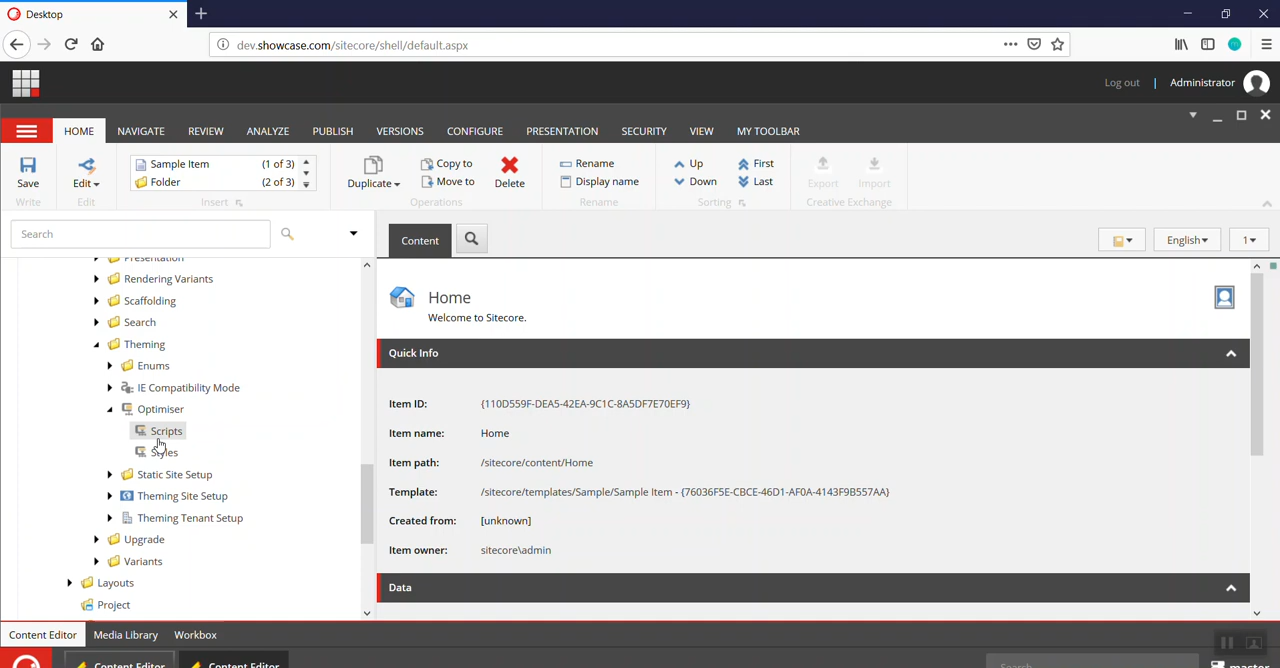 Desktop
dev.showcase.com/sitecore/shell/default.aspx
Log out | Administrator
HOME NAVIGATE REVIEW ANALYZE PUBLISH VERSIONS CONFIGURE PRESENTATION SECURITY VIEW MY TOOLBAR
Sample Item (1 of 3) Copy to Rename Up First
Save Edit Folder (2 of 3) Duplicate Move to Delete Display name Down Last Export Import
Write Edit Insert Operations Rename Sorting Creative Exchange
Search
Content English 1
Presentation
Rendering Variants
Scaffolding
Search
Theming
Enums
IE Compatibility Mode
Optimiser
Scripts
Styles
Static Site Setup
Theming Site Setup
Theming Tenant Setup
Upgrade
Variants
Layouts
Project
Home
Welcome to Sitecore.
Quick Info
Item ID: {110D559F-DEA5-42EA-9C1C-8A5DF7E70EF9}
Item name: Home
Item path: /sitecore/content/Home
Template: /sitecore/templates/Sample/Sample Item - {76036F5E-CBCE-46D1-AF0A-4143F9B557AA}
Created from: [unknown]
Item owner: sitecore\admin
Data
Content Editor Media Library Workbox
Content Editor Content Editor Search master